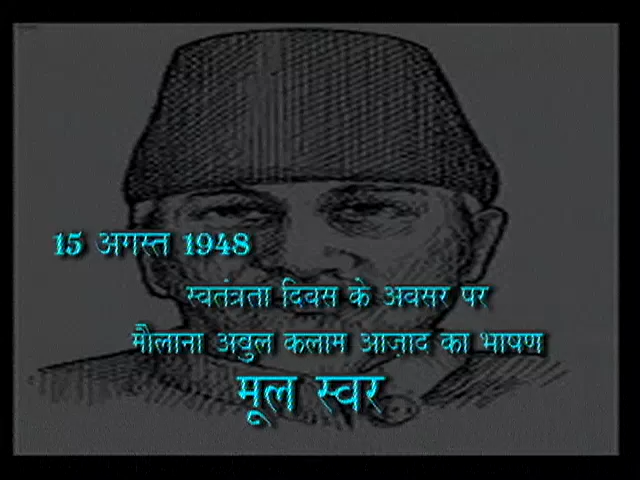 15 अगस्त 1948
स्वतंत्रता दिवस के अवसर पर
मौलाना अबुल कलाम आज़ाद का भाषण
मूल स्वर